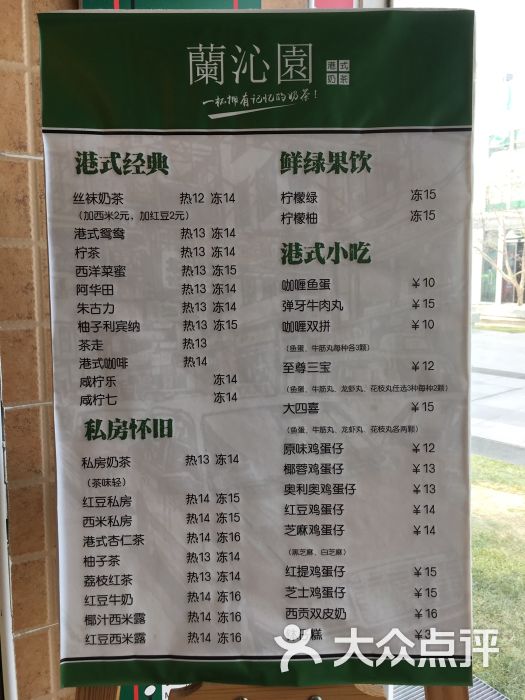 蘭沁園
港式
奶茶
一杯拥有记忆的奶茶！
港式经典
丝袜奶茶 热12 冻14
(加西米2元，加红豆2元)
港式鸳鸯 热13 冻14
柠茶 热13 冻14
西洋菜蜜 热13 冻15
阿华田 热13 冻14
朱古力 热13 冻14
柚子利宾纳 热13 冻15
茶走 热13
港式咖啡 热14
咸柠乐 冻14
咸柠七 冻14
私房怀旧
私房奶茶 热13 冻14
(茶味轻)
红豆私房 热14 冻15
西米私房 热14 冻15
港式杏仁茶 热14 冻16
柚子茶 热13 冻14
荔枝红茶 热13 冻14
红豆牛奶 热14 冻16
椰汁西米露 热14 冻16
红豆西米露 热14 冻16
鲜绿果饮
柠檬绿 冻15
柠檬柚 冻15
港式小吃
咖喱鱼蛋 ￥10
弹牙牛肉丸 ￥15
咖喱双拼 ￥10
(鱼蛋、牛筋丸每种各3颗)
至尊三宝 ￥12
(鱼蛋、牛筋丸、龙虾丸、花枝丸任选3种每种2颗)
大四喜 ￥15
(鱼蛋、牛筋丸、龙虾丸、花枝丸各两颗)
原味鸡蛋仔 ￥12
椰蓉鸡蛋仔 ￥13
奥利奥鸡蛋仔 ￥13
红豆鸡蛋仔 ￥14
芝麻鸡蛋仔 ￥14
(黑芝麻、白芝麻)
红提鸡蛋仔 ￥15
芝士鸡蛋仔 ￥15
西贡双皮奶 ￥16
糕 ￥3
大众点评